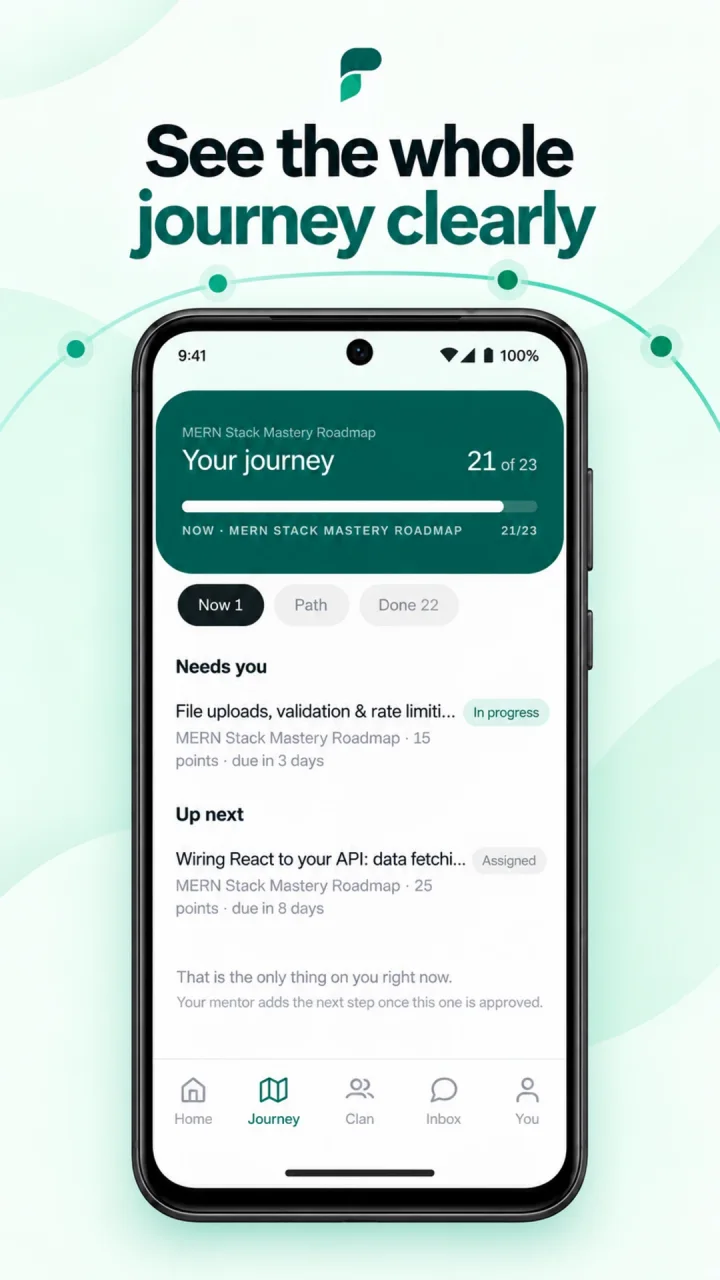 See the whole
journey clearly
9:41
100%
MERN Stack Mastery Roadmap
Your journey
21 of 23
NOW · MERN STACK MASTERY ROADMAP
21/23
Now 1
Path
Done 22
Needs you
File uploads, validation & rate limiti...
In progress
MERN Stack Mastery Roadmap · 15
points · due in 3 days
Up next
Wiring React to your API: data fetchi...
Assigned
MERN Stack Mastery Roadmap · 25
points · due in 8 days
That is the only thing on you right now.
Your mentor adds the next step once this one is approved.
Home
Journey
Clan
Inbox
You